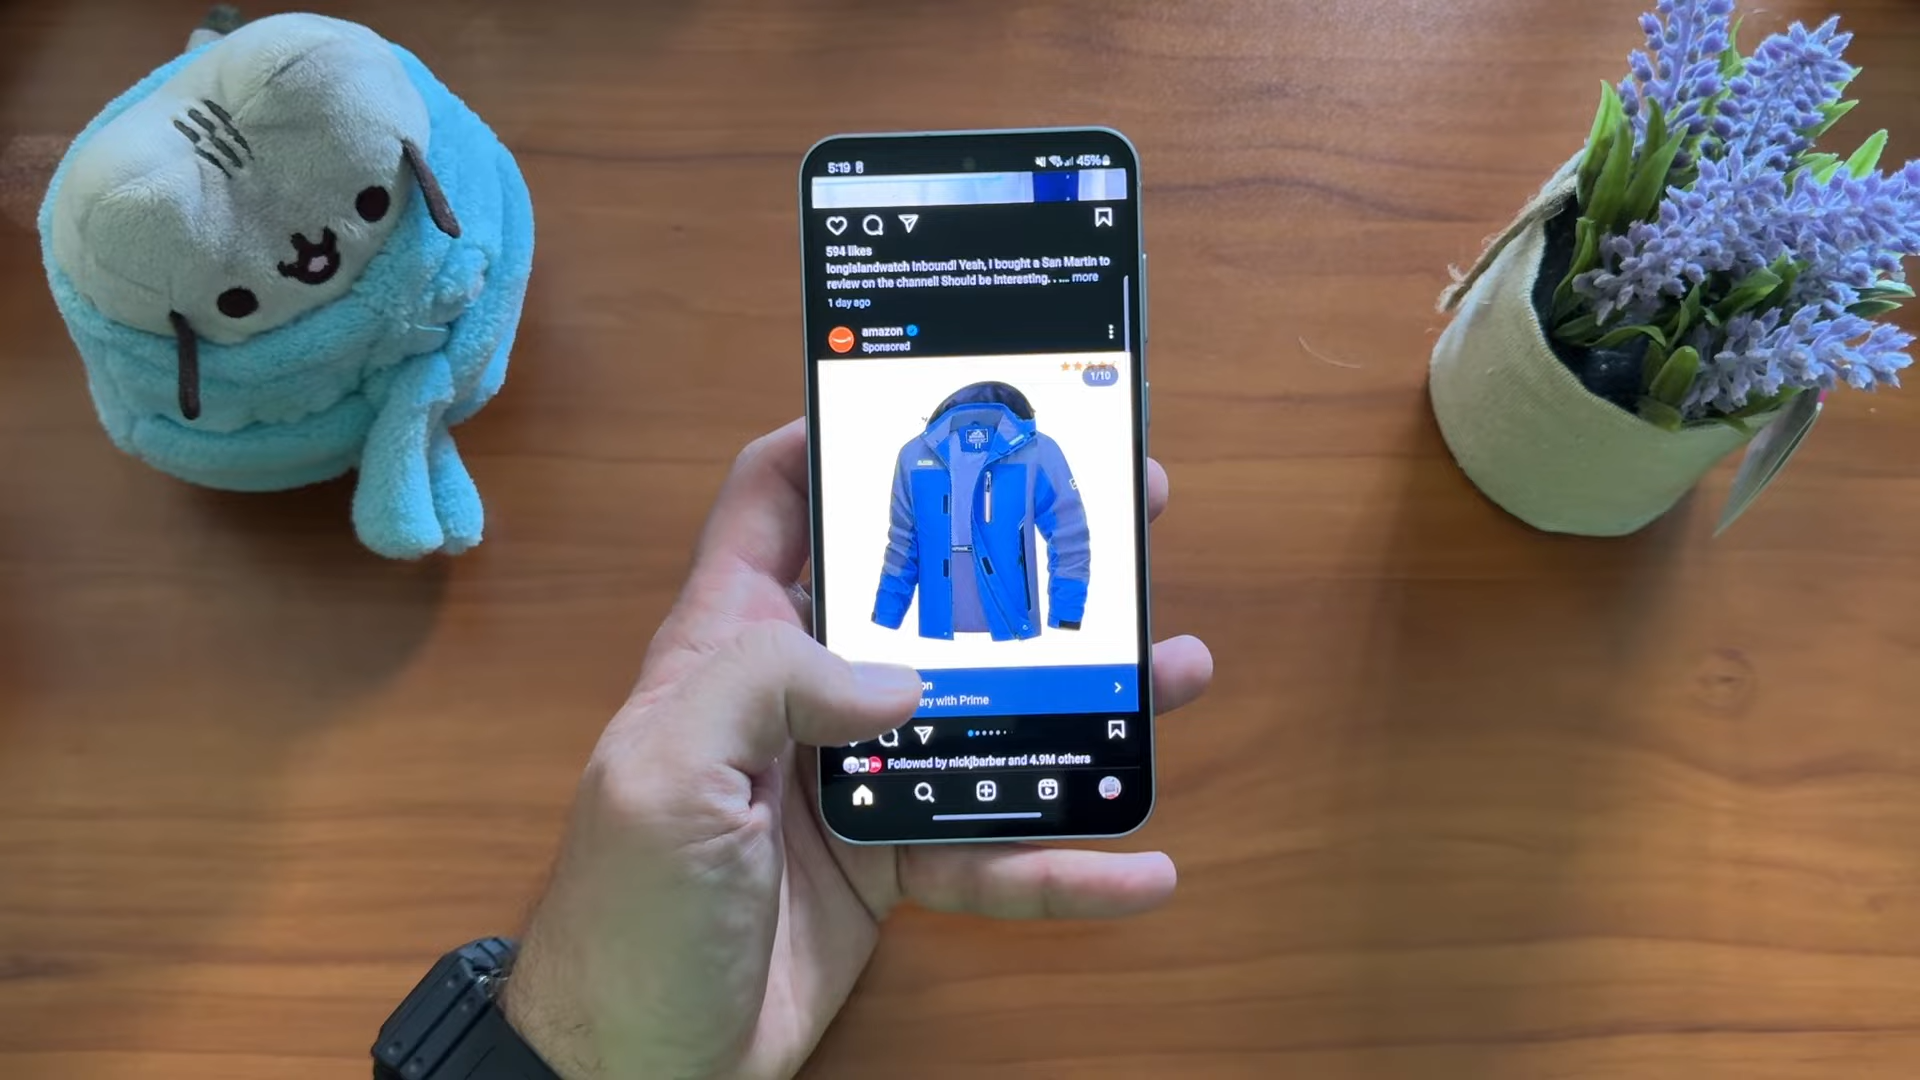 5:19 45%
594 likes
longislandwatch Inbound! Yeah, I bought a San Martin to
review on the channel! Should be interesting. . ... more
1 day ago
amazon
Sponsored
1/10
on
ery with Prime
Followed by nickjbarber and 4.9M others